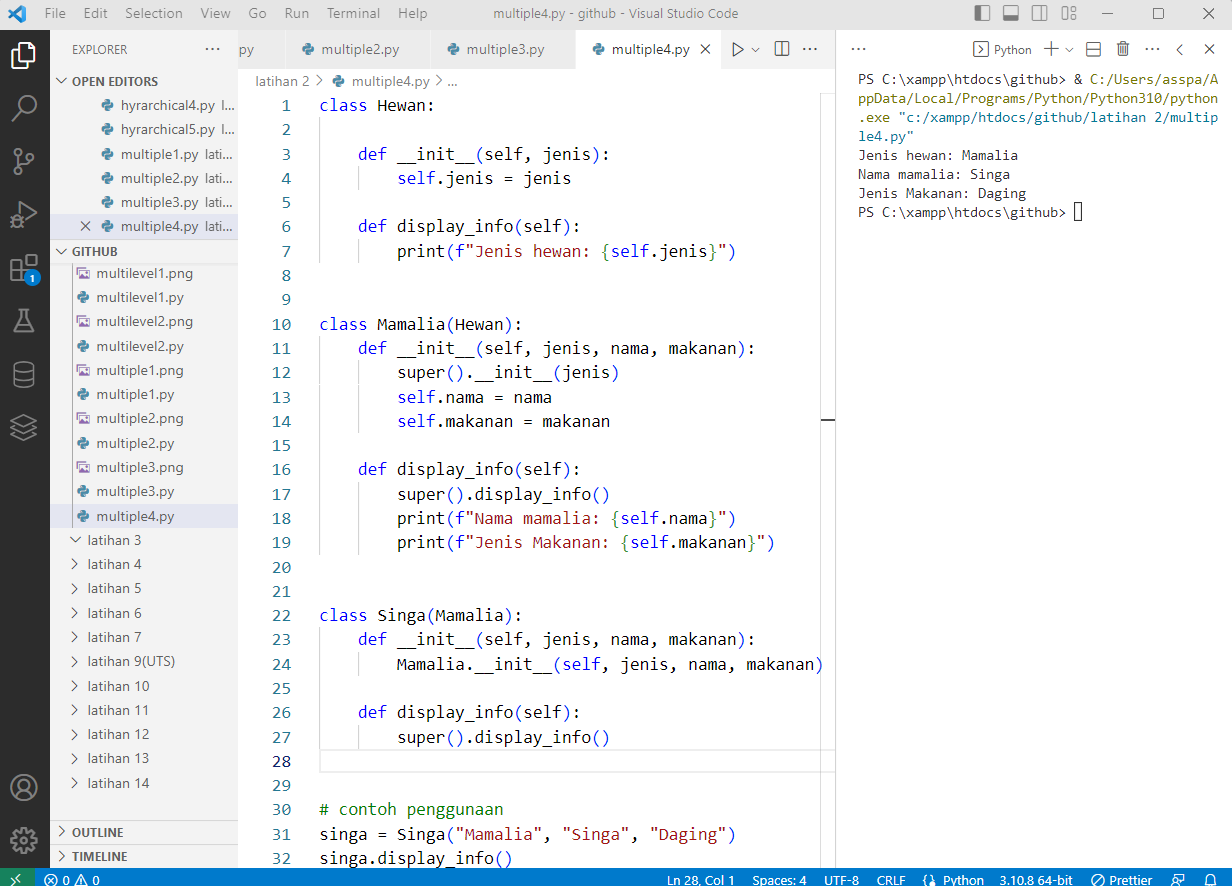 File Edit Selection View Go Run Terminal Help multiple4.py - github - Visual Studio Code
EXPLORER ...
OPEN EDITORS
hyrarchical4.py l...
hyrarchical5.py l...
multiple1.py lati...
multiple2.py lati...
multiple3.py lati...
multiple4.py lati...
GITHUB
multilevel1.png
multilevel1.py
multilevel2.png
multilevel2.py
multiple1.png
multiple1.py
multiple2.png
multiple2.py
multiple3.png
multiple3.py
multiple4.py
latihan 3
latihan 4
latihan 5
latihan 6
latihan 7
latihan 9(UTS)
latihan 10
latihan 11
latihan 12
latihan 13
latihan 14
OUTLINE
TIMELINE
1
py multiple2.py multiple3.py multiple4.py ...
latihan 2 > multiple4.py > ...
1 class Hewan:
2
3     def __init__(self, jenis):
4         self.jenis = jenis
5
6     def display_info(self):
7         print(f"Jenis hewan: {self.jenis}")
8
9
10 class Mamalia(Hewan):
11     def __init__(self, jenis, nama, makanan):
12         super().__init__(jenis)
13         self.nama = nama
14         self.makanan = makanan
15
16     def display_info(self):
17         super().display_info()
18         print(f"Nama mamalia: {self.nama}")
19         print(f"Jenis Makanan: {self.makanan}")
20
21
22 class Singa(Mamalia):
23     def __init__(self, jenis, nama, makanan):
24         Mamalia.__init__(self, jenis, nama, makanan)
25
26     def display_info(self):
27         super().display_info()
28
29
30 # contoh penggunaan
31 singa = Singa("Mamalia", "Singa", "Daging")
32 singa.display_info()
... Python ...
PS C:\xampp\htdocs\github> & C:/Users/asspa/A
ppData/Local/Programs/Python/Python310/python
.exe "c:/xampp/htdocs/github/latihan 2/multip
le4.py"
Jenis hewan: Mamalia
Nama mamalia: Singa
Jenis Makanan: Daging
PS C:\xampp\htdocs\github>
0 0 Ln 28, Col 1 Spaces: 4 UTF-8 CRLF Python 3.10.8 64-bit Prettier